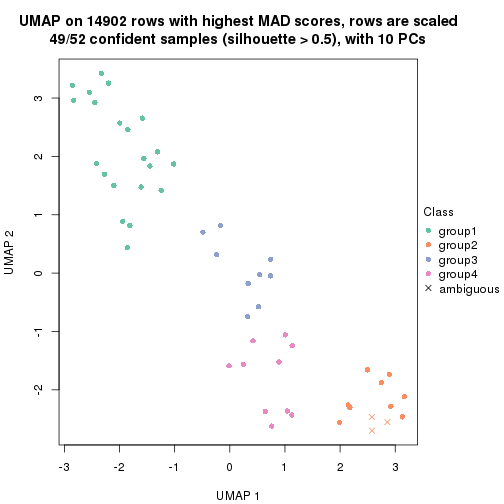 UMAP on 14902 rows with highest MAD scores, rows are scaled
49/52 confident samples (silhouette > 0.5), with 10 PCs
3
2
1
0
-1
-2
UMAP 2
-3
-2
-1
0
1
2
3
UMAP 1
Class
group1
group2
group3
group4
ambiguous